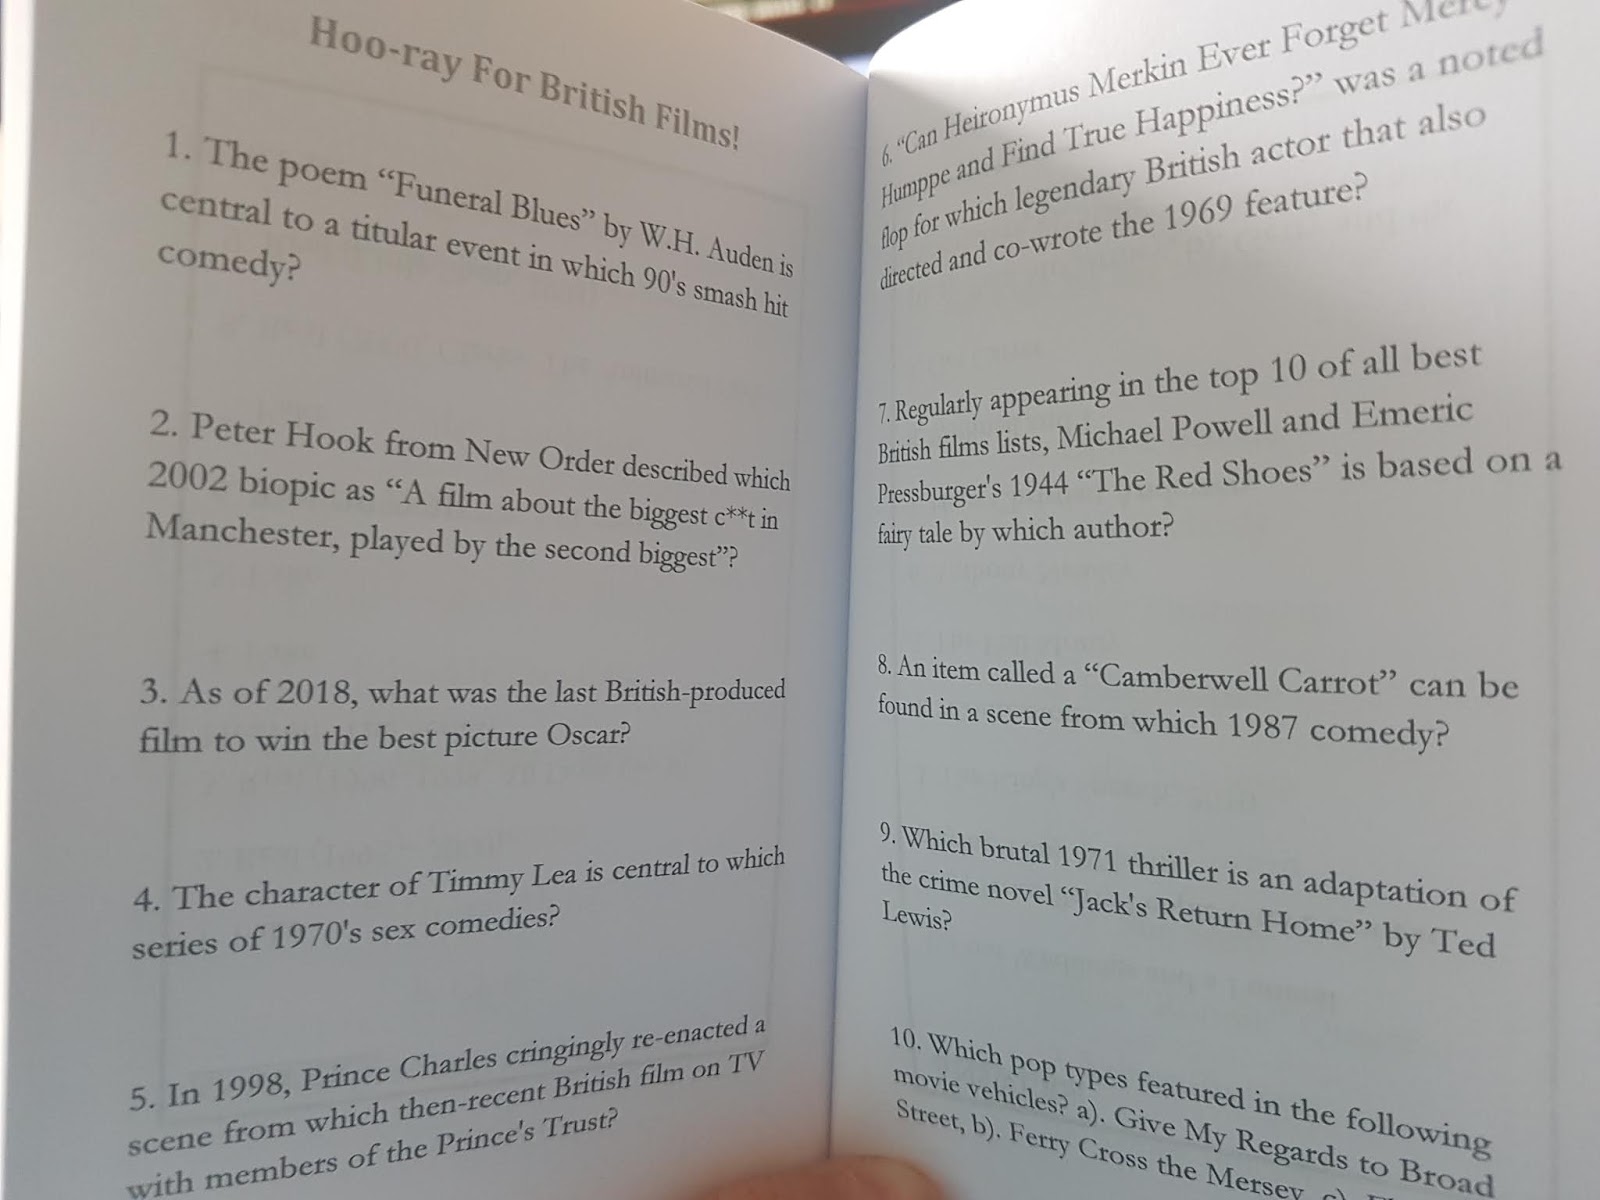 Hoo-ray For British Films!
1. The poem “Funeral Blues” by W.H. Auden is
central to a titular event in which 90's smash hit
comedy?
2. Peter Hook from New Order described which
2002 biopic as “A film about the biggest c**t in
Manchester, played by the second biggest”?
3. As of 2018, what was the last British-produced
film to win the best picture Oscar?
4. The character of Timmy Lea is central to which
series of 1970's sex comedies?
5. In 1998, Prince Charles cringingly re-enacted a
scene from which then-recent British film on TV
with members of the Prince's Trust?
6. “Can Heironymus Merkin Ever Forget Mercy
Humppe and Find True Happiness?” was a noted
flop for which legendary British actor that also
directed and co-wrote the 1969 feature?
7. Regularly appearing in the top 10 of all best
British films lists, Michael Powell and Emeric
Pressburger's 1944 “The Red Shoes” is based on a
fairy tale by which author?
8. An item called a “Camberwell Carrot” can be
found in a scene from which 1987 comedy?
9. Which brutal 1971 thriller is an adaptation of
the crime novel “Jack's Return Home” by Ted
Lewis?
10. Which pop types featured in the following
movie vehicles? a). Give My Regards to Broad
Street, b). Ferry Cross the Mersey,